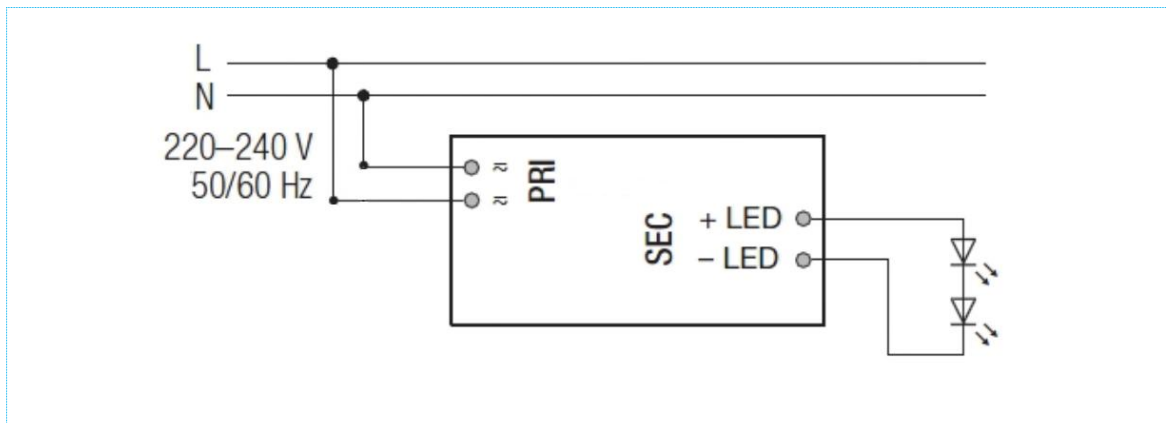 L
N
220–240 V
50/60 Hz
≈ PRI
≈
SEC
+ LED
– LED